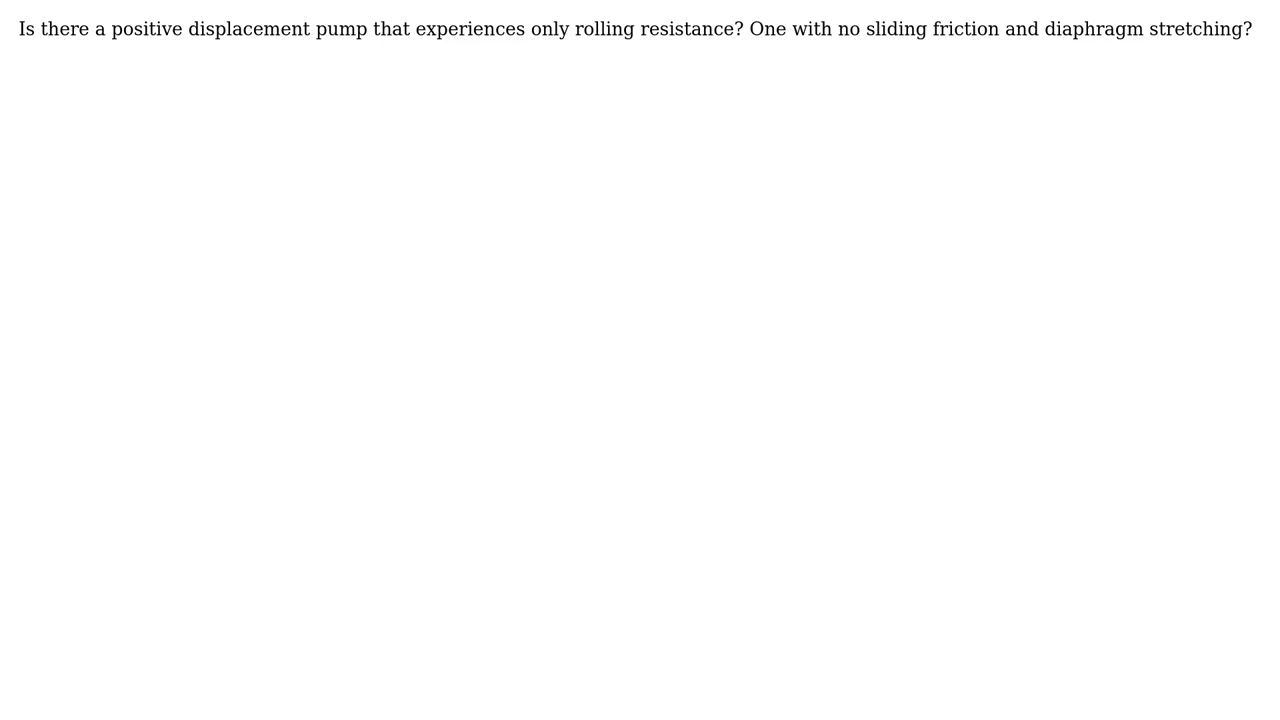 Is there a positive displacement pump that experiences only rolling resistance? One with no sliding friction and diaphragm stretching?